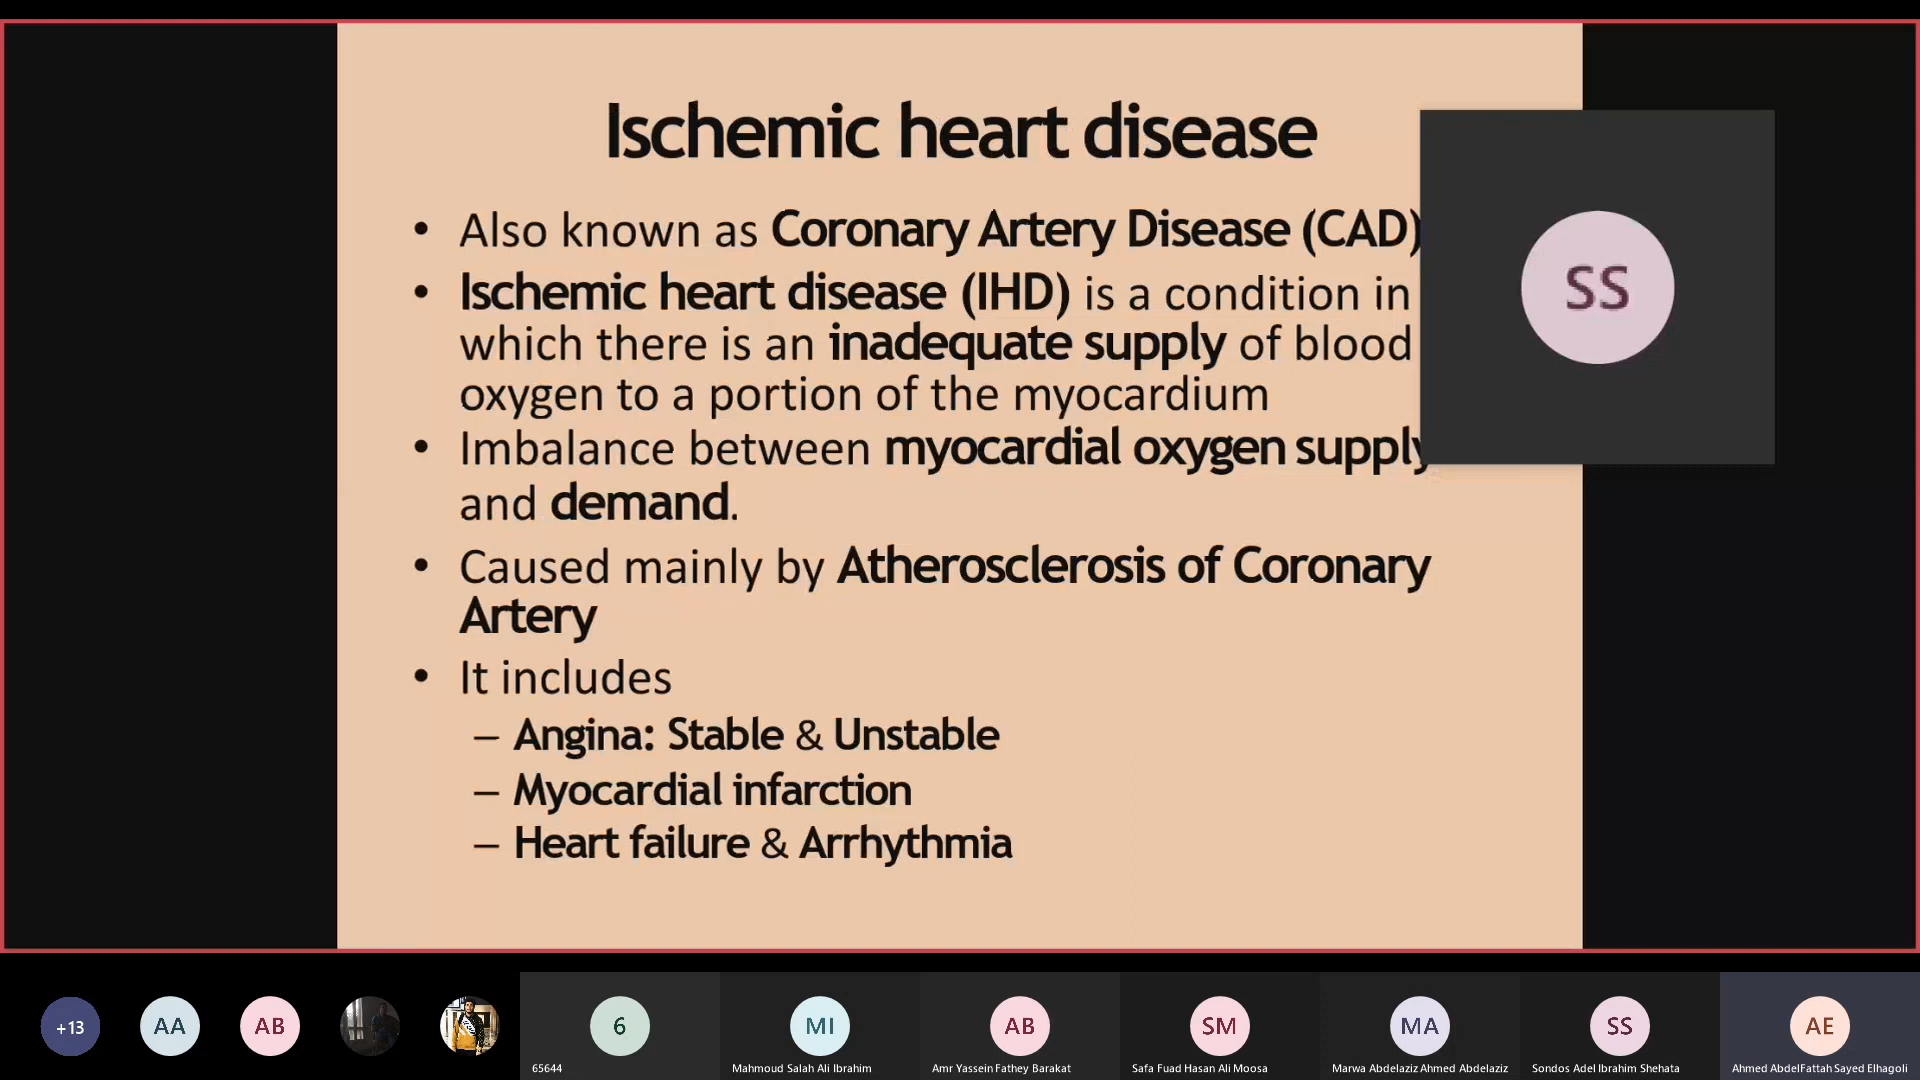 Ischemic heart disease
• Also known as Coronary Artery Disease (CAD)
• Ischemic heart disease (IHD) is a condition in
which there is an inadequate supply of blood
oxygen to a portion of the myocardium
• Imbalance between myocardial oxygen supply
and demand.
• Caused mainly by Atherosclerosis of Coronary
Artery
• It includes
– Angina: Stable & Unstable
– Myocardial infarction
– Heart failure & Arrhythmia
SS
+13
AA
AB
6
MI
AB
SM
MA
SS
AE
65644
Mahmoud Salah Ali Ibrahim
Amr Yassein Fathey Barakat
Safa Fuad Hasan Ali Moosa
Marwa Abdelaziz Ahmed Abdelaziz
Sondos Adel Ibrahim Shehata
Ahmed AbdelFattah Sayed Elhagoli